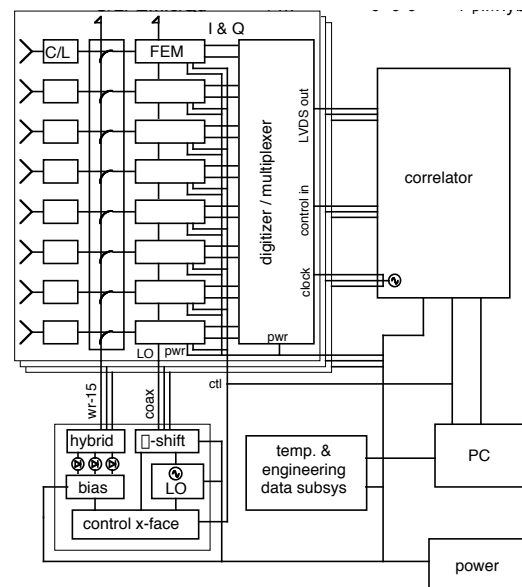 I & Q
C/L
FEM
digitizer / multiplexer
LVDS out
control in
clock
pwr
correlator
LO
pwr
ctl
wr-15
coax
hybrid
-shift
bias
LO
control x-face
temp. &
engineering
data subsys
PC
power